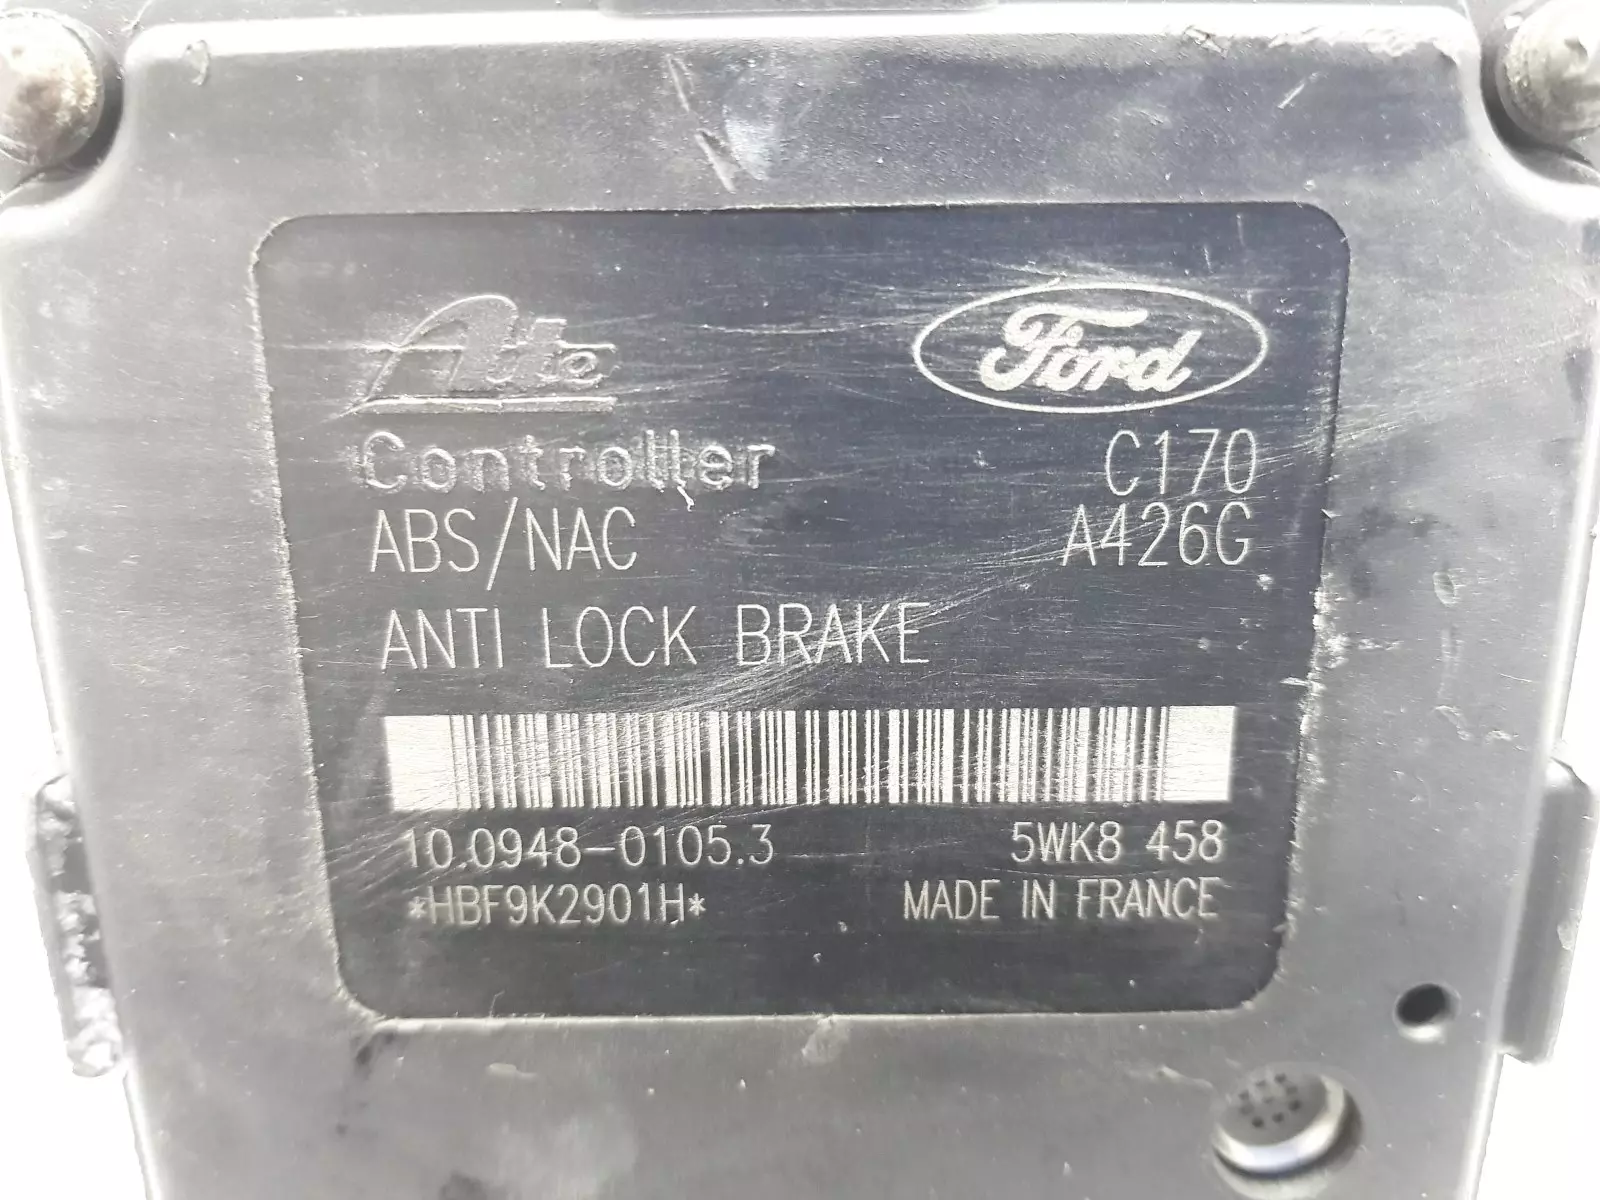 Ate Ford
Controller C170
ABS/NAC A426G
ANTI LOCK BRAKE
10.0948-0105.3 5WK8 458
*HBF9K2901H* MADE IN FRANCE